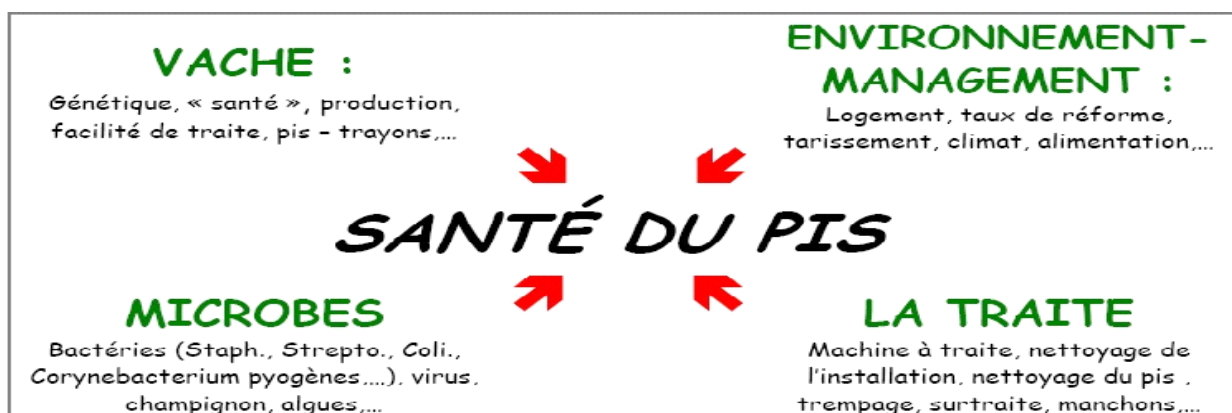 VACHE :
Génétique, « santé », production,
facilité de traite, pis – trayons,...
ENVIRONNEMENT-
MANAGEMENT :
Logement, taux de réforme,
tarissement, climat, alimentation,...
SANTÉ DU PIS
MICROBES
Bactéries (Staph., Strepto., Coli.,
Corynebacterium pyogènes,...), virus,
champignon, algues,...
LA TRAITE
Machine à traite, nettoyage de
l'installation, nettoyage du pis ,
trempage, surtraite, manchons,...